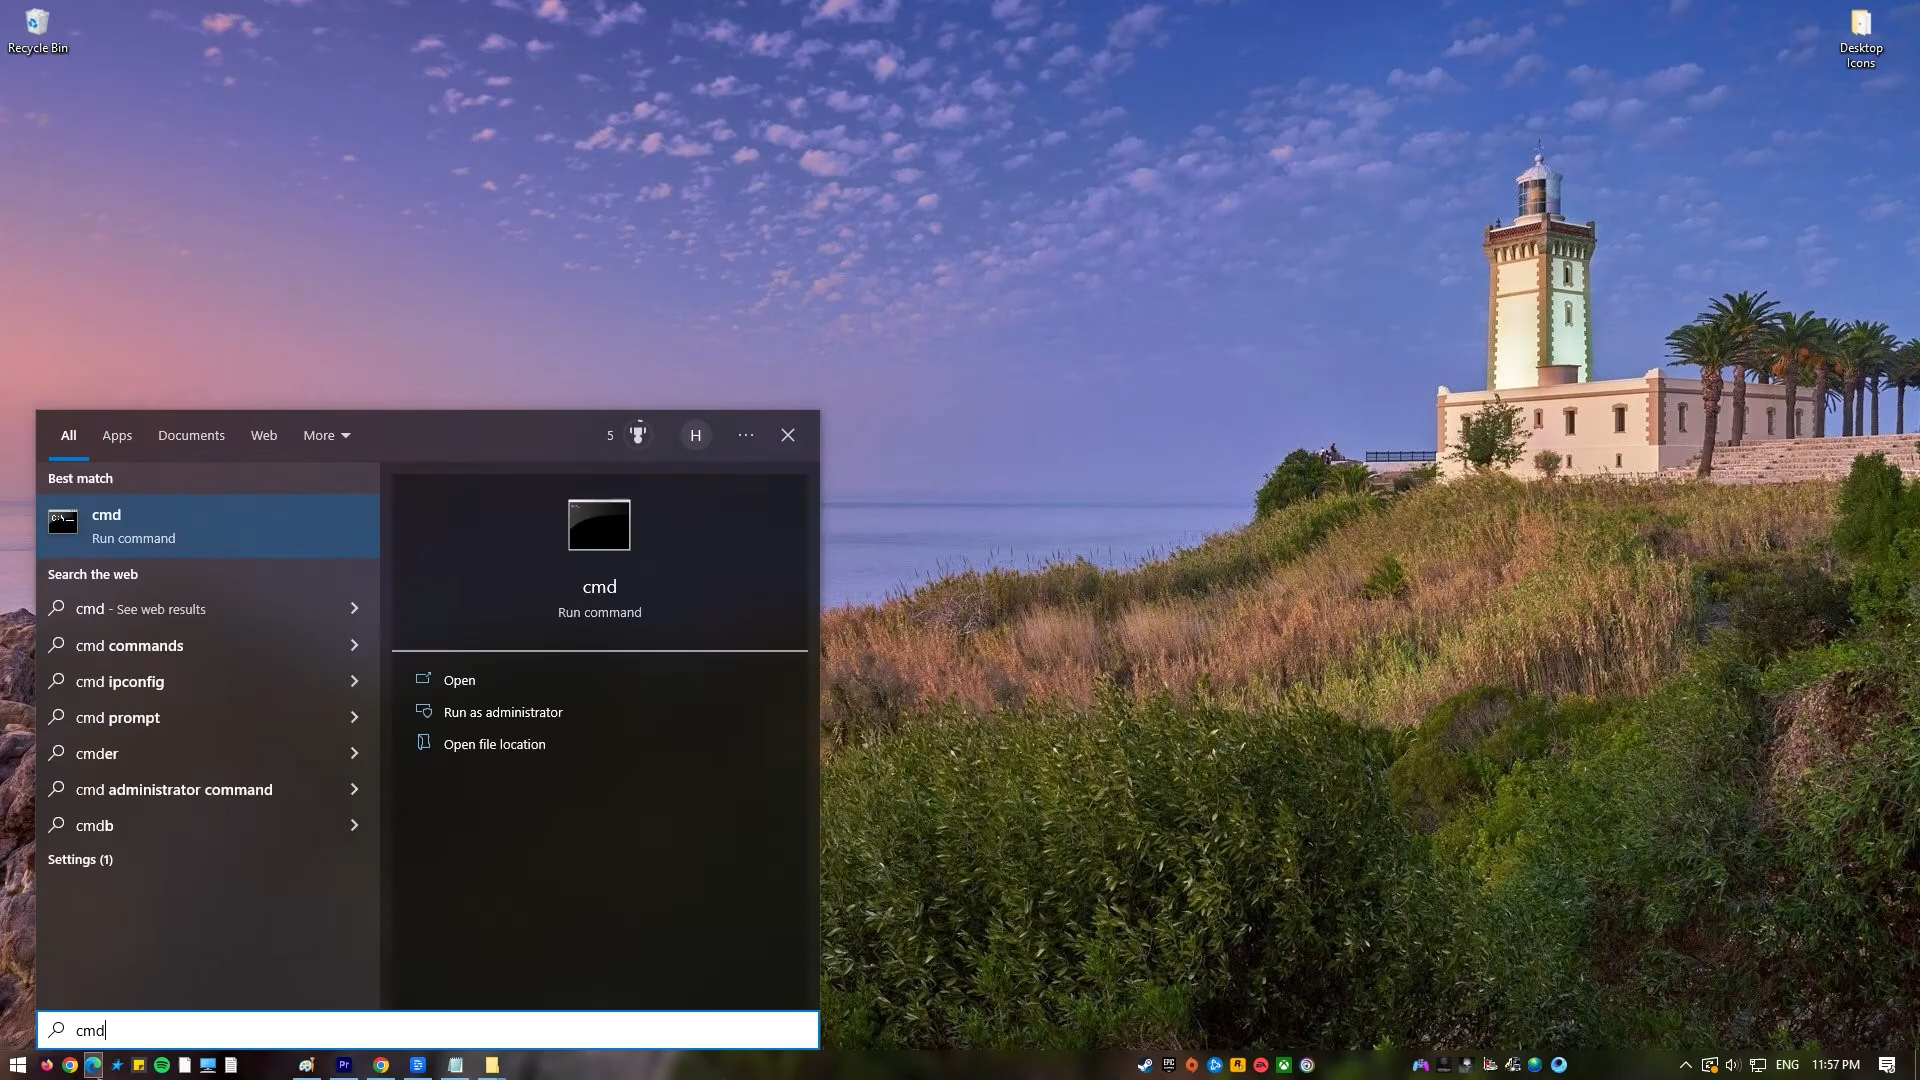 Recycle Bin
Desktop
Icons
All
Apps
Documents
Web
More
5
H
Best match
cmd
Run command
Search the web
cmd - See web results
cmd commands
cmd ipconfig
cmd prompt
cmder
cmd administrator command
cmdb
Settings (1)
cmd
Run command
Open
Run as administrator
Open file location
cmd
Pr
EPIC
ENG
11:57 PM